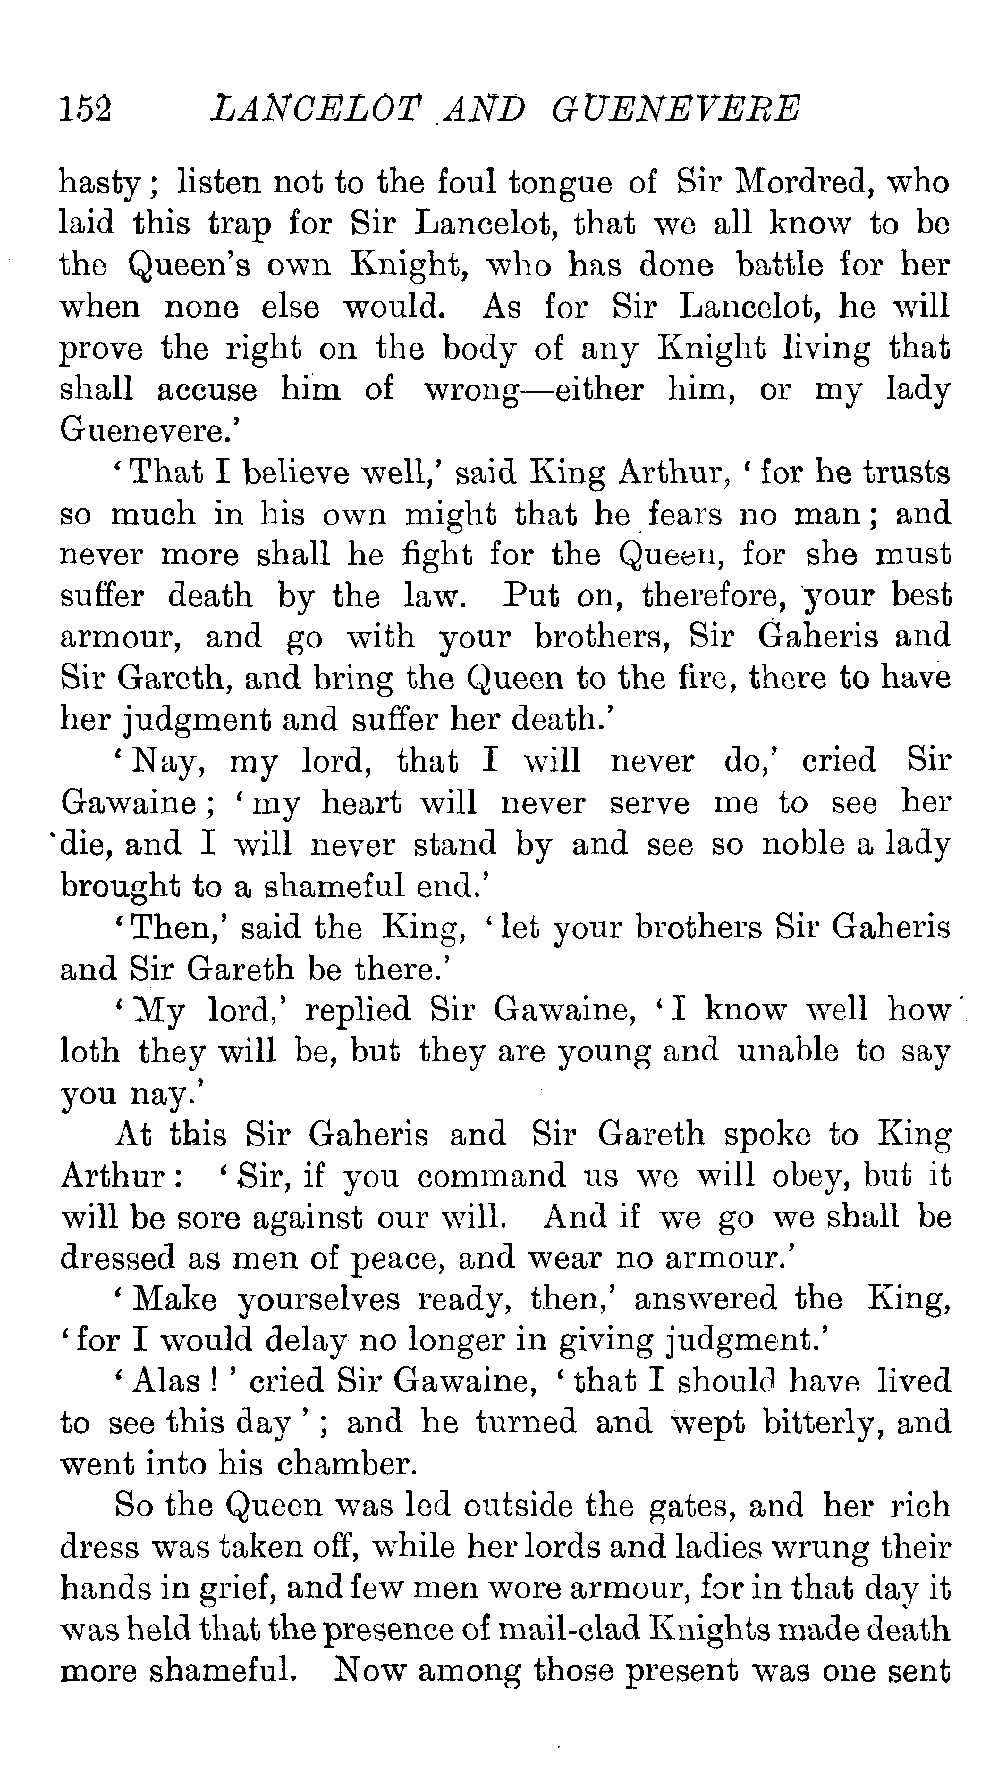 152 LANCELOT AND GUENEVERE
hasty; listen not to the foul tongue of Sir Mordred, who
laid this trap for Sir Lancelot, that we all know to be
the Queen's own Knight, who has done battle for her
when none else would. As for Sir Lancelot, he will
prove the right on the body of any Knight living that
shall accuse him of wrong—either him, or my lady
Guenevere.'
'That I believe well,' said King Arthur, 'for he trusts
so much in his own might that he fears no man; and
never more shall he fight for the Queen, for she must
suffer death by the law. Put on, therefore, your best
armour, and go with your brothers, Sir Gaheris and
Sir Gareth, and bring the Queen to the fire, there to have
her judgment and suffer her death.'
'Nay, my lord, that I will never do,' cried Sir
Gawaine; 'my heart will never serve me to see her
die, and I will never stand by and see so noble a lady
brought to a shameful end.'
'Then,' said the King, 'let your brothers Sir Gaheris
and Sir Gareth be there.'
'My lord,' replied Sir Gawaine, 'I know well how
loth they will be, but they are young and unable to say
you nay.'
At this Sir Gaheris and Sir Gareth spoke to King
Arthur: 'Sir, if you command us we will obey, but it
will be sore against our will. And if we go we shall be
dressed as men of peace, and wear no armour.'
'Make yourselves ready, then,' answered the King,
'for I would delay no longer in giving judgment.'
'Alas!' cried Sir Gawaine, 'that I should have lived
to see this day'; and he turned and wept bitterly, and
went into his chamber.
So the Queen was led outside the gates, and her rich
dress was taken off, while her lords and ladies wrung their
hands in grief, and few men wore armour, for in that day it
was held that the presence of mail-clad Knights made death
more shameful. Now among those present was one sent